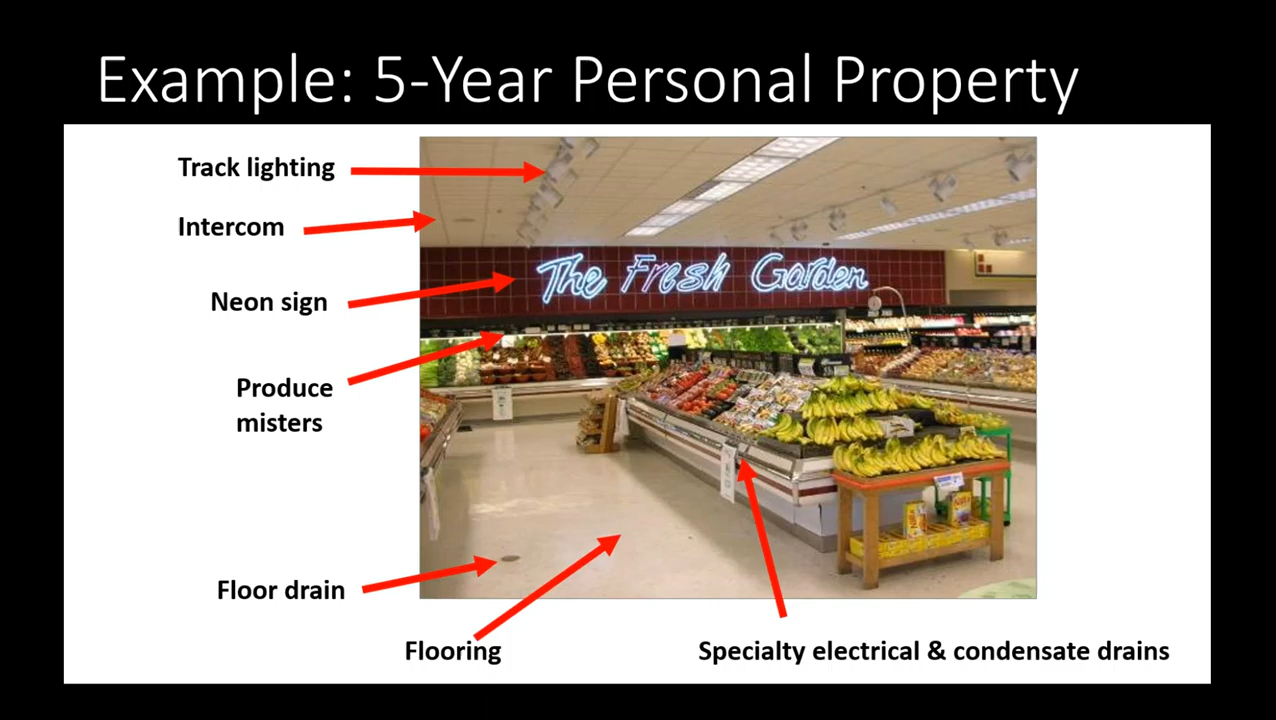 Example: 5-Year Personal Property
Track lighting
Intercom
Neon sign
The Fresh Garden
Produce
misters
Floor drain
Flooring
Specialty electrical & condensate drains